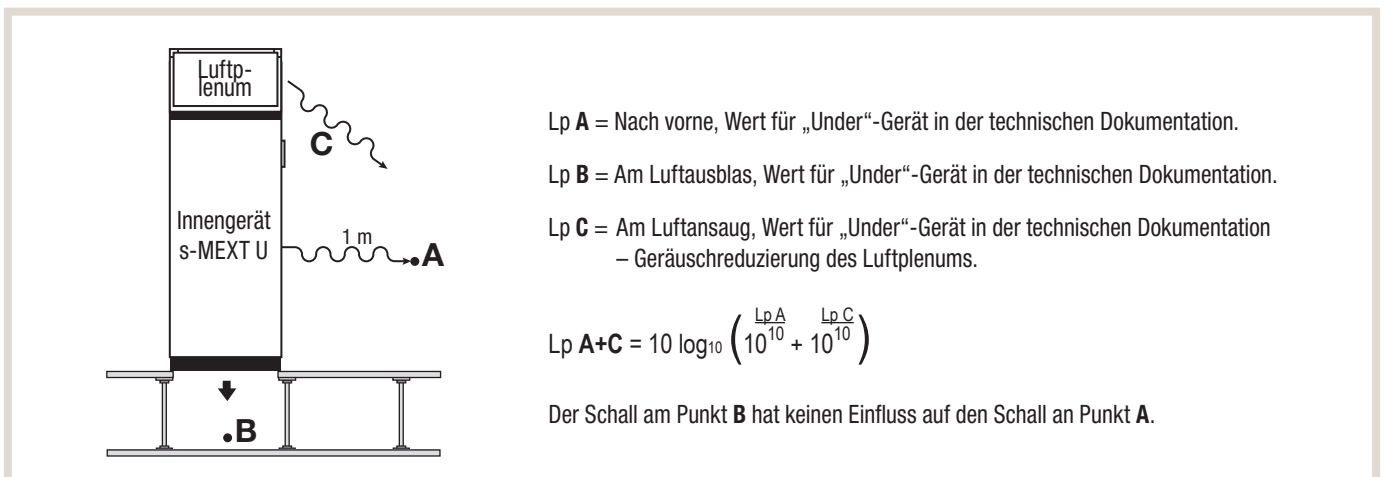 Luftp-
lenum
C
Innengerät
s-MEXT U
1 m
A
B
Lp A = Nach vorne, Wert für „Under“-Gerät in der technischen Dokumentation.
Lp B = Am Luftausblas, Wert für „Under“-Gerät in der technischen Dokumentation.
Lp C = Am Luftansaug, Wert für „Under“-Gerät in der technischen Dokumentation
– Geräuschreduzierung des Luftplenums.
Lp A+C = 10 log10 (10^(Lp A/10) + 10^(Lp C/10))
Der Schall am Punkt B hat keinen Einfluss auf den Schall an Punkt A.